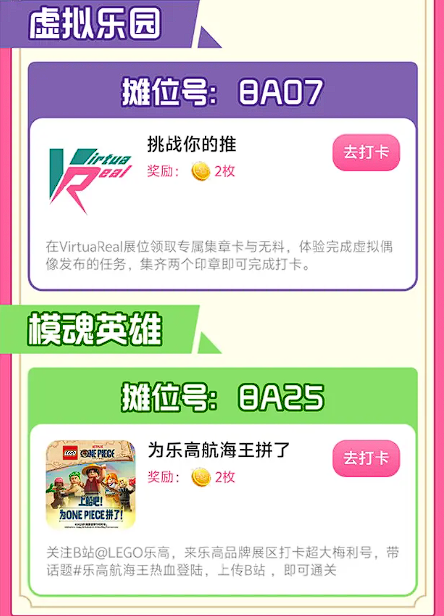 虚拟乐园
摊位号：8A07
Virtua
Real
挑战你的推
奖励：2枚
去打卡
在VirtuaReal展位领取专属集章卡与无料，体验完成虚拟偶
像发布的任务，集齐两个印章即可完成打卡。
模魂英雄
摊位号：8A25
LEGO ONE PIECE
上船吧！
为ONE PIECE 拼了！
为乐高航海王拼了
奖励：2枚
去打卡
关注B站@LEGO乐高，来乐高品牌展区打卡超大梅利号，带
话题#乐高航海王热血登陆，上传B站 ，即可通关